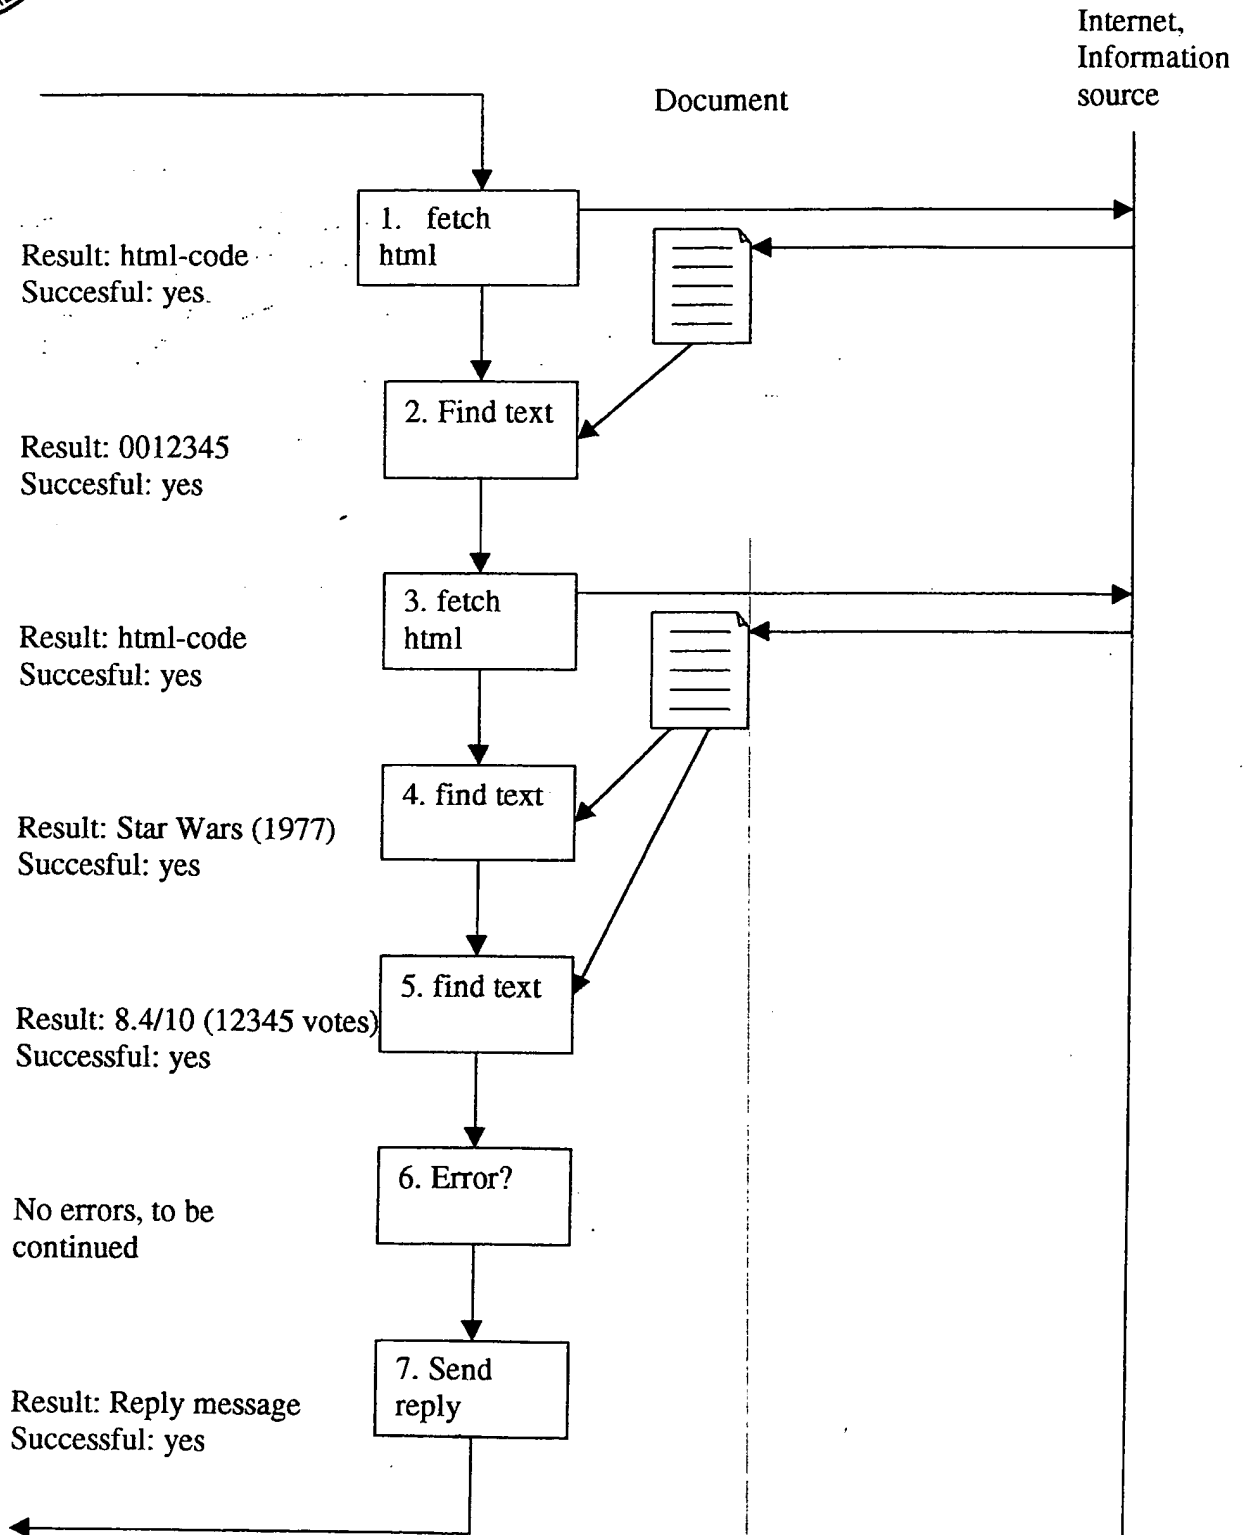 Internet,
Information
source
Document
1. fetch
html
Result: html-code
Succesful: yes
2. Find text
Result: 0012345
Succesful: yes
3. fetch
html
Result: html-code
Succesful: yes
4. find text
Result: Star Wars (1977)
Succesful: yes
5. find text
Result: 8.4/10 (12345 votes)
Successful: yes
6. Error?
No errors, to be
continued
7. Send
reply
Result: Reply message
Successful: yes